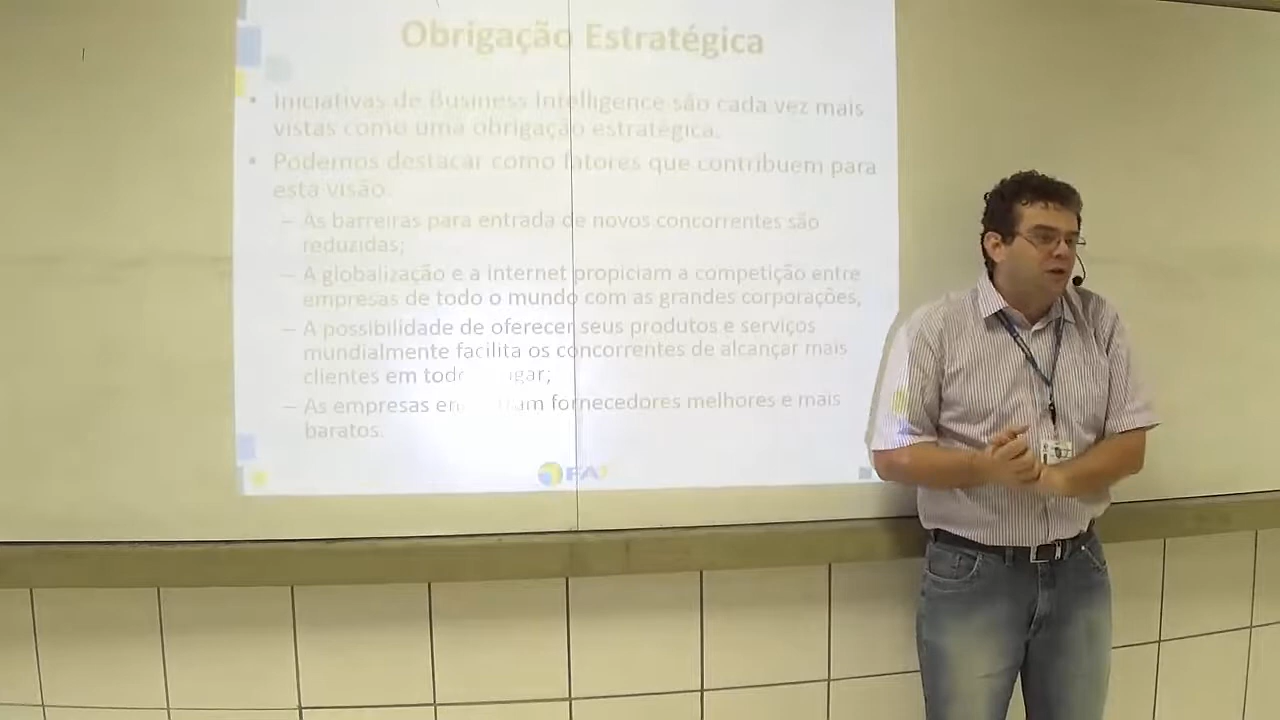 Obrigação Estratégica
• Iniciativas de Business Intelligence são cada vez mais
vistas como uma obrigação estratégica.
• Podemos destacar como fatores que contribuem para
esta visão.
– As barreiras para entrada de novos concorrentes são
reduzidas;
– A globalização e a internet propiciam a competição entre
empresas de todo o mundo com as grandes corporações,
– A possibilidade de oferecer seus produtos e serviços
mundialmente facilita os concorrentes de alcançar mais
clientes em
– As empresas fornecedores melhores e mais
baratos.